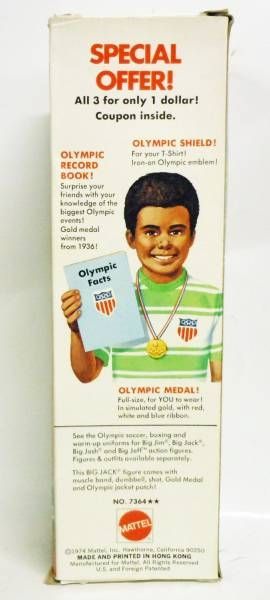 SPECIAL
OFFER!
All 3 for only 1 dollar!
Coupon inside.
OLYMPIC SHIELD!
For your T-Shirt!
Iron-on Olympic emblem!
OLYMPIC
RECORD
BOOK!
Surprise your
friends with your
knowledge of the
biggest Olympic
events!
Gold medal
winners
from 1936!
Olympic
Facts
OLYMPIC MEDAL!
Full-size, for YOU to wear!
In simulated gold, with red,
white and blue ribbon.
See the Olympic soccer, boxing and
warm-up uniforms for Big Jim®, Big Jack®,
Big Josh® and Big Jeff™ action figures.
Figures & outfits available separately.
This BIG JACK® figure comes with
muscle band, dumbbell, shot, Gold Medal
and Olympic jacket patch!
NO. 7364★★
MATTEL
©1974 Mattel, Inc. Hawthorne, California 90250
MADE AND PRINTED IN HONG KONG
Manufactured for Mattel. All Rights Reserved
U.S. and Foreign Patented